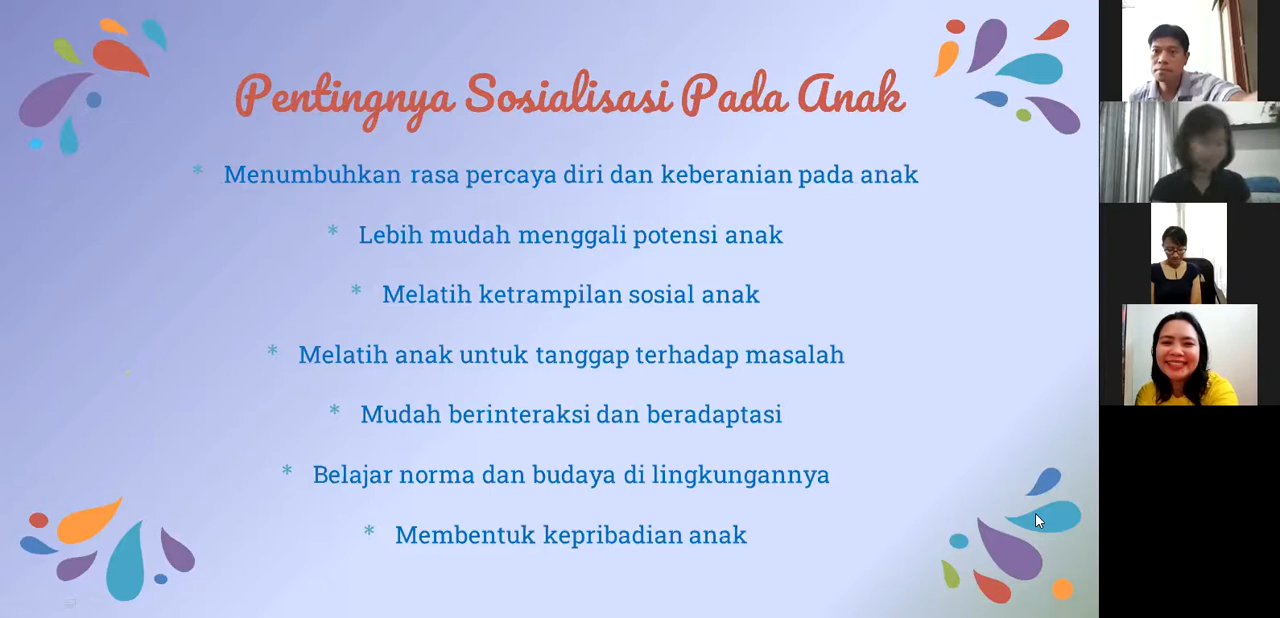 Pentingnya Sosialisasi Pada Anak
* Menumbuhkan rasa percaya diri dan keberanian pada anak
* Lebih mudah menggali potensi anak
* Melatih ketrampilan sosial anak
* Melatih anak untuk tanggap terhadap masalah
* Mudah berinteraksi dan beradaptasi
* Belajar norma dan budaya di lingkungannya
* Membentuk kepribadian anak